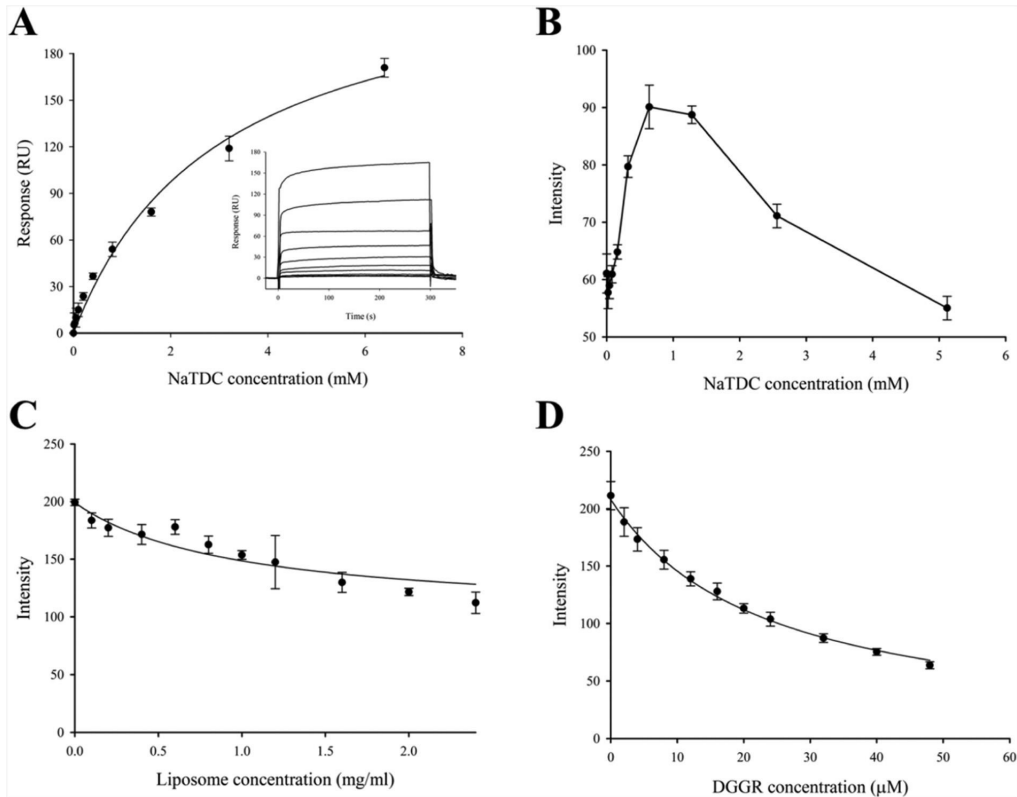 A
B
180
150
120
90
60
30
0
Response (RU)
0 2 4 6 8
NaTDC concentration (mM)
180
150
120
90
60
30
0
Response (RU)
0 100 200 300
Time (s)
100
90
80
70
60
50
Intensity
0 1 2 3 4 5 6
NaTDC concentration (mM)
C
D
250
200
150
100
50
0
Intensity
0.0 0.5 1.0 1.5 2.0
Liposome concentration (mg/ml)
250
200
150
100
50
0
Intensity
0 10 20 30 40 50 60
DGGR concentration (μM)